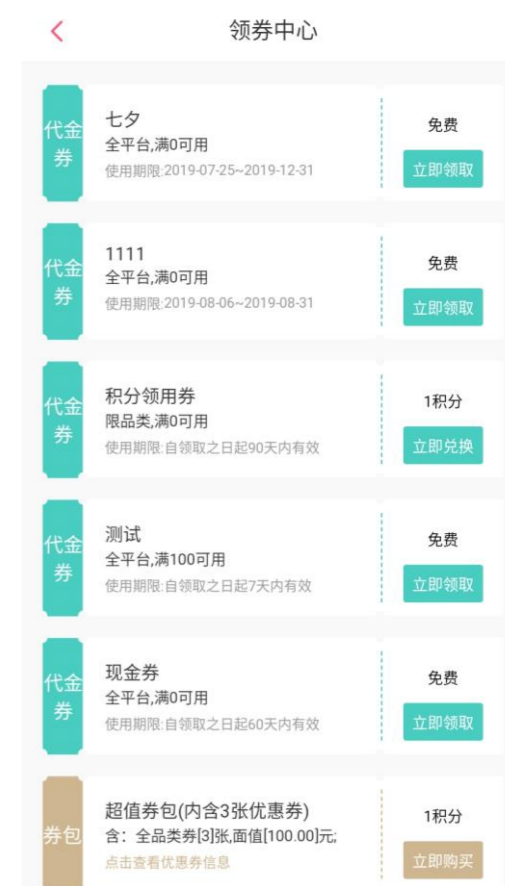 领券中心
代金
券
七夕
全平台,满0可用
使用期限:2019-07-25~2019-12-31
免费
立即领取
代金
券
1111
全平台,满0可用
使用期限:2019-08-06~2019-08-31
免费
立即领取
代金
券
积分领用券
限品类,满0可用
使用期限:自领取之日起90天内有效
1积分
立即兑换
代金
券
测试
全平台,满100可用
使用期限:自领取之日起7天内有效
免费
立即领取
代金
券
现金券
全平台,满0可用
使用期限:自领取之日起60天内有效
免费
立即领取
券包
超值券包(内含3张优惠券)
含：全品类券[3]张,面值[100.00]元;
点击查看优惠券信息
1积分
立即购买